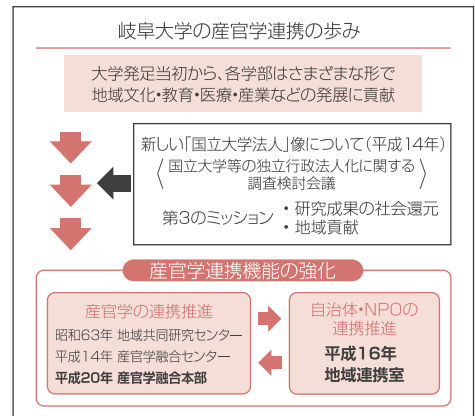 岐阜大学の産官学連携の歩み
大学発足当初から、各学部はさまざまな形で
地域文化・教育・医療・産業などの発展に貢献
新しい「国立大学法人」像について(平成14年)
〈国立大学等の独立行政法人化に関する
調査検討会議〉
第3のミッション
・研究成果の社会還元
・地域貢献
産官学連携機能の強化
産官学の連携推進
昭和63年 地域共同研究センター
平成14年 産官学融合センター
平成20年 産官学融合本部
自治体・NPOの
連携推進
平成16年
地域連携室